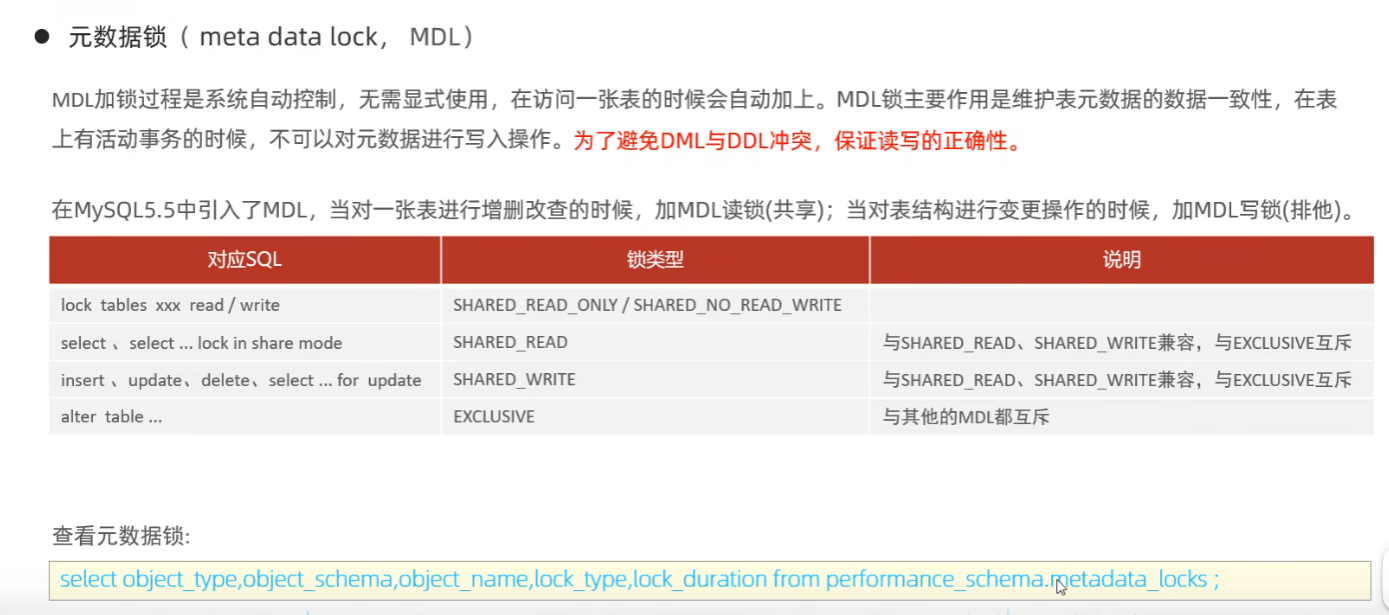 ● 元数据锁（ meta data lock， MDL）
MDL加锁过程是系统自动控制，无需显式使用，在访问一张表的时候会自动加上。MDL锁主要作用是维护表元数据的数据一致性，在表
上有活动事务的时候，不可以对元数据进行写入操作。为了避免DML与DDL冲突，保证读写的正确性。
在MySQL5.5中引入了MDL，当对一张表进行增删改查的时候，加MDL读锁(共享)；当对表结构进行变更操作的时候，加MDL写锁(排他)。
对应SQL 锁类型 说明
lock tables xxx read / write SHARED_READ_ONLY / SHARED_NO_READ_WRITE
select 、select ... lock in share mode SHARED_READ 与SHARED_READ、SHARED_WRITE兼容，与EXCLUSIVE互斥
insert 、update、delete、select ... for update SHARED_WRITE 与SHARED_READ、SHARED_WRITE兼容，与EXCLUSIVE互斥
alter table ... EXCLUSIVE 与其他的MDL都互斥
查看元数据锁:
select object_type,object_schema,object_name,lock_type,lock_duration from performance_schema.metadata_locks ;